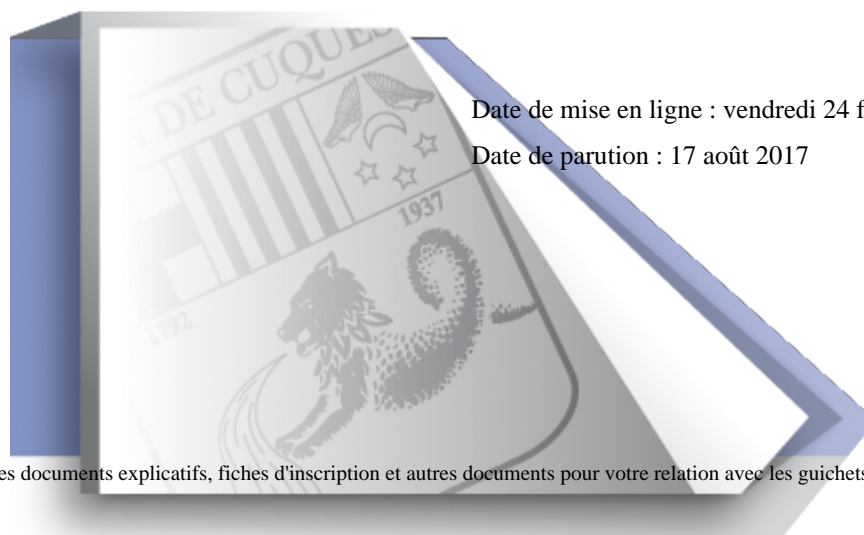 N DE CUQUES
1937
1792
Date de mise en ligne : vendredi 24 f
Date de parution : 17 août 2017
es documents explicatifs, fiches d'inscription et autres documents pour votre relation avec les guichets